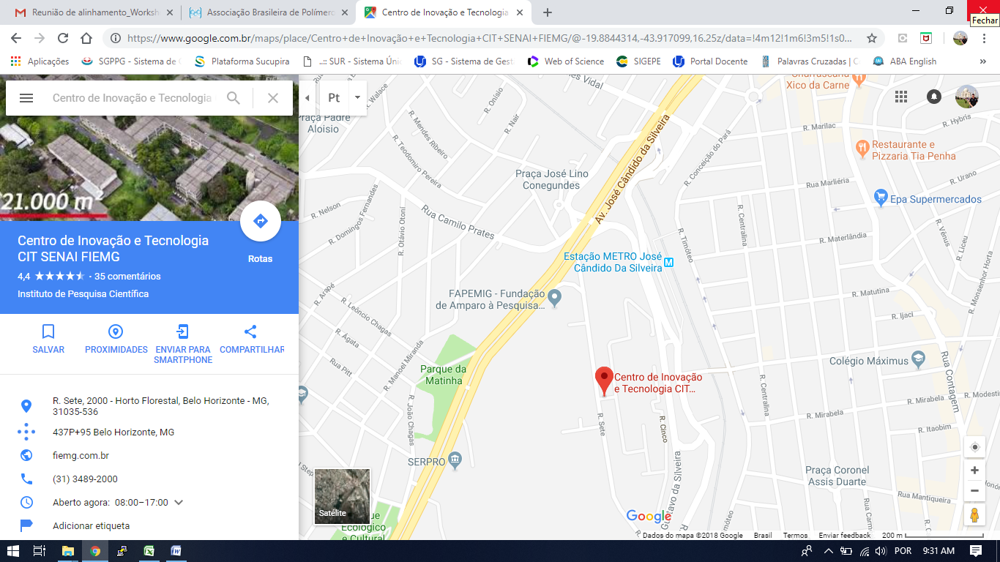 Reunião de alinhamento_Worksh
Associação Brasileira de Polímero
Centro de Inovação e Tecnologia
Fechar
https://www.google.com.br/maps/place/Centro+de+Inovação+e+Tecnologia+CIT+SENAI+FIEMG/@-19.8844314,-43.917099,16.25z/data=!4m12!1m6!3m5!1s0...
Aplicações
SGPPG - Sistema de
Plataforma Sucupira
..:: SUR - Sistema Únic
SG - Sistema de Gest
Web of Science
SIGEPE
Portal Docente
Palavras Cruzadas | C
ABA English
»
Centro de Inovação e Tecnologia
Pt
21.000 m²
Centro de Inovação e Tecnologia
CIT SENAI FIEMG
4,4 · 35 comentários
Instituto de Pesquisa Científica
Rotas
SALVAR
PROXIMIDADES
ENVIAR PARA
SMARTPHONE
COMPARTILHAR
R. Sete, 2000 - Horto Florestal, Belo Horizonte - MG,
31035-536
437P+95 Belo Horizonte, MG
fiemg.com.br
(31) 3489-2000
Aberto agora: 08:00–17:00
Adicionar etiqueta
Praça Padre
Aloisio
R. Wallace
R. Onísio
R. Nair
R. Mendes Ribeiro
R. Teodomiro Pereira
Vidal
Praça José Lino
Conegundes
Av. José Cândido da Silveira
R. Conceição do Pará
Churrascaria
Xico da Carne
R. Hybris
R. Marilac
Restaurante e
Pizzaria Tia Penha
R. Urano
Rua Marliéria
Epa Supermercados
R. Nelson
R. Domingos Fernandes
R. Otávio Otoni
Rua Camilo Prates
R. Centralina
R. Timóteo
R. Materlândia
R. Vênus
R. Liceu
R. Monsenhor Horta
Estação METRO José
Cândido Da Silveira
FAPEMIG - Fundação
de Amparo à Pesquisa...
R. Arapé
R. Leôncio Chagas
R. Ágata
Rua Pitt
R. Manoel Miranda
R. Matutina
R. Ijaci
Colégio Máximus
Rua Contagem
Parque da
Matinha
Centro de Inovação
e Tecnologia CIT...
R. João Chagas
R. Sete
R. Cinco
R. Centralina
R. Mirabela
R. Mirabela
R. Modestin
R. Itaobim
SERPRO
Gustavo da Silveira
Praça Coronel
Assis Duarte
Rua Mantiqueira
Rua Carm
Satélite
que
Ecológico
e Cultural
Google
Dados do mapa ©2018 Google
Brasil
Termos
Enviar feedback
200 m
POR
9:31 AM